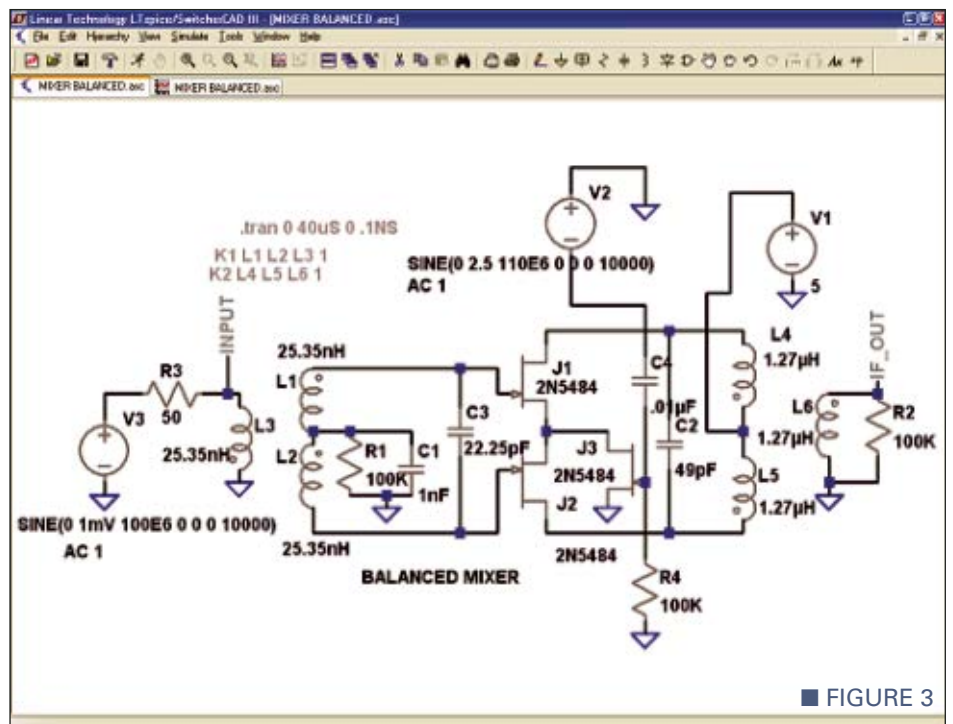 Linear Technology LTspice/SwitcherCAD III - [MIXER BALANCED.asc]
File Edit Hierarchy View Simulate Tools Window Help
MIXER BALANCED.asc MIXER BALANCED.asc
.tran 0 40uS 0 .1NS
K1 L1 L2 L3 1
K2 L4 L5 L6 1
INPUT
V3
SINE(0 1mV 100E6 0 0 0 10000)
AC 1
R3
50
L3
25.35nH
25.35nH
L1
L2
25.35nH
R1
100K
C1
1nF
C3
22.25pF
J1
2N5484
J2
2N5484
J3
2N5484
V2
SINE(0 2.5 110E6 0 0 0 10000)
AC 1
C4
.01µF
C2
49pF
R4
100K
V1
5
L4
1.27µH
L5
1.27µH
L6
1.27µH
IF_OUT
R2
100K
BALANCED MIXER
FIGURE 3